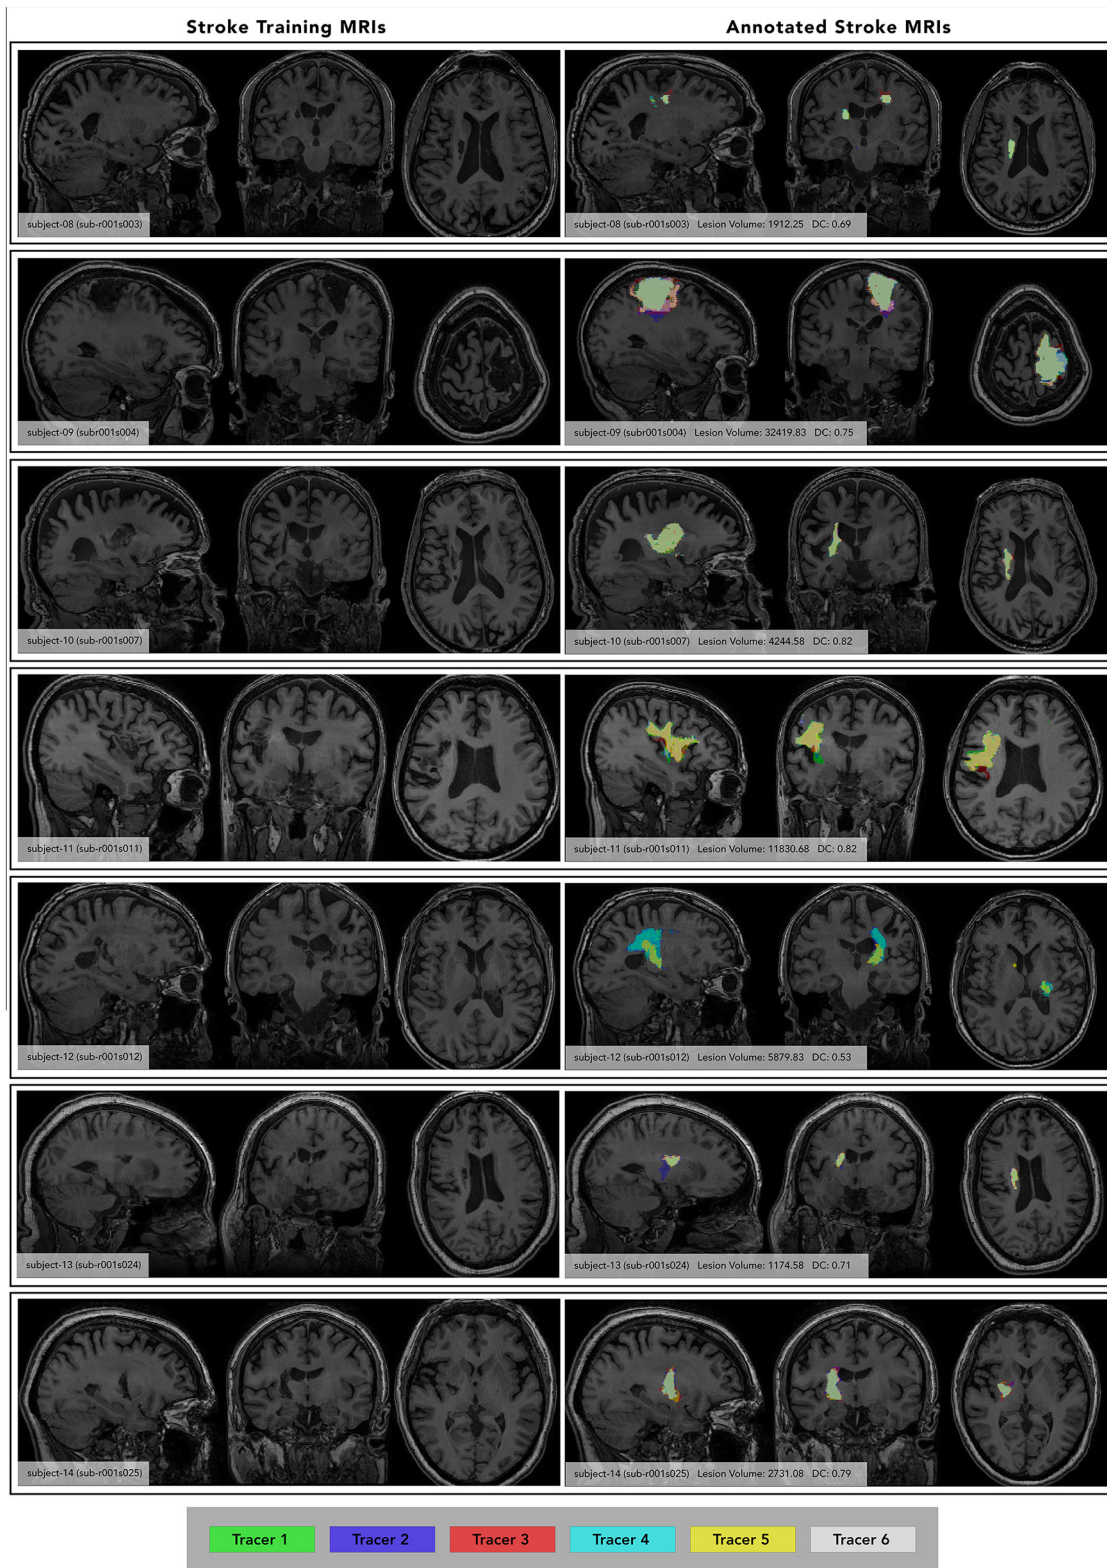 Stroke Training MRIs
Annotated Stroke MRIs
subject-08 (sub-r001s003)
subject-08 (sub-r001s003) Lesion Volume: 1912.25 DC: 0.69
subject-09 (subr001s004)
subject-09 (subr001s004) Lesion Volume: 32419.83 DC: 0.75
subject-10 (sub-r001s007)
subject-10 (sub-r001s007) Lesion Volume: 4244.58 DC: 0.82
subject-11 (sub-r001s011)
subject-11 (sub-r001s011) Lesion Volume: 11830.68 DC: 0.82
subject-12 (sub-r001s012)
subject-12 (sub-r001s012) Lesion Volume: 5879.83 DC: 0.53
subject-13 (sub-r001s024)
subject-13 (sub-r001s024) Lesion Volume: 1174.58 DC: 0.71
subject-14 (sub-r001s025)
subject-14 (sub-r001s025) Lesion Volume: 2731.08 DC: 0.79
Tracer 1 Tracer 2 Tracer 3 Tracer 4 Tracer 5 Tracer 6